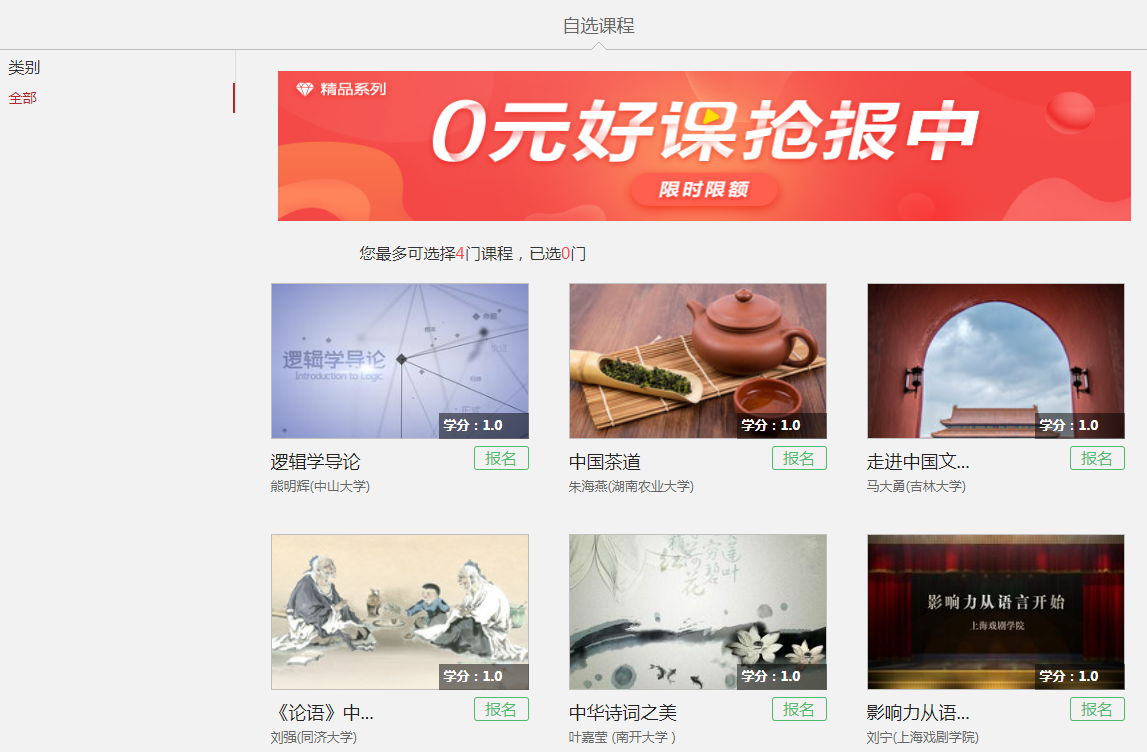 自选课程
类别
全部
精品系列
0元好课抢报中
限时限额
您最多可选择4门课程，已选0门
命题
概率
逻辑学导论
Introduction to Logic
归纳
学分：1.0
学分：1.0
学分：1.0
逻辑学导论
报名
中国茶道
报名
走进中国文...
报名
熊明辉(中山大学)
朱海燕(湖南农业大学)
马大勇(吉林大学)
影响力从语言开始
上海戏剧学院
学分：1.0
学分：1.0
学分：1.0
《论语》中...
报名
中华诗词之美
报名
影响力从语...
报名
刘强(同济大学)
叶嘉莹 (南开大学 )
刘宁(上海戏剧学院)